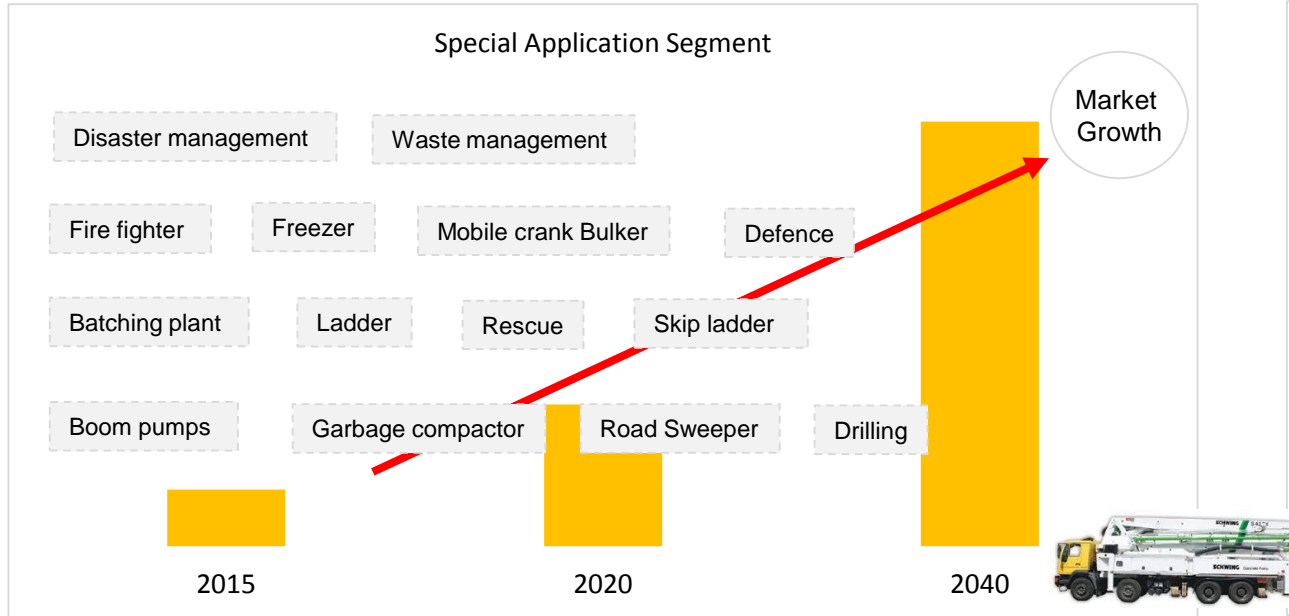 Special Application Segment
Market
Growth
Disaster management
Waste management
Fire fighter
Freezer
Mobile crank Bulker
Defence
Batching plant
Ladder
Rescue
Skip ladder
Boom pumps
Garbage compactor
Road Sweeper
Drilling
SCHWING
SCHWING
2015
2020
2040